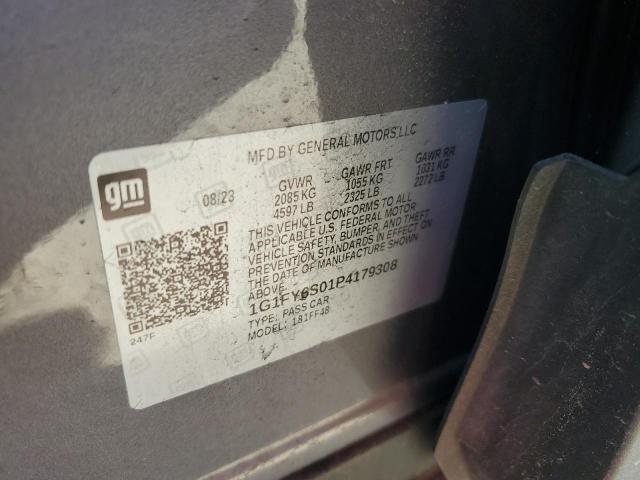 MFD BY GENERAL MOTORS LLC
gm
08/23
GVWR - GAWR FRT. GAWR RR
2085 KG 1055 KG 1031 KG
4597 LB 2325 LB 2272 LB
THIS VEHICLE CONFORMS TO ALL
APPLICABLE U.S. FEDERAL MOTOR
VEHICLE SAFETY, BUMPER, AND THEFT
PREVENTION STANDARDS IN EFFECT ON
THE DATE OF MANUFACTURE SHOWN
ABOVE.
1G1FY6S01P4179308
TYPE: PASS CAR
MODEL: 1S1FF48
247F